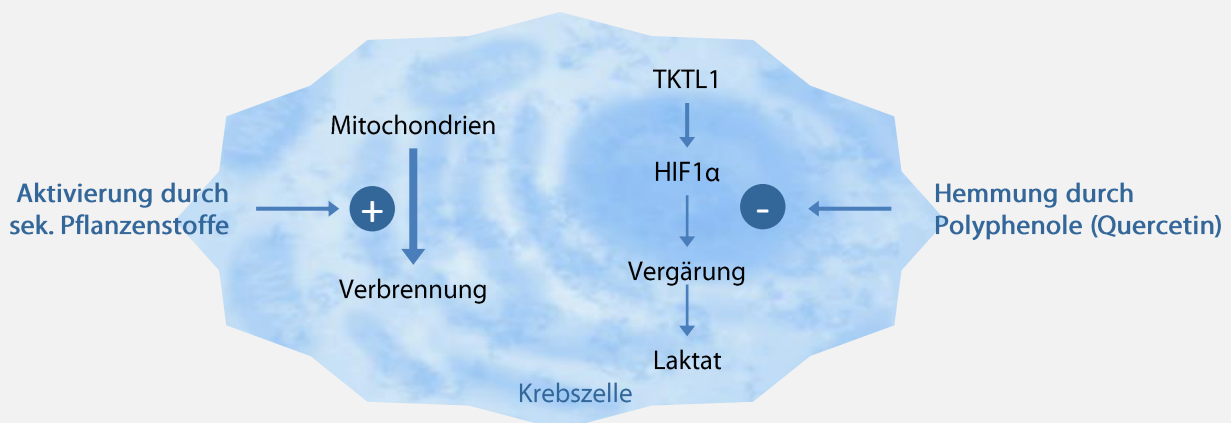 TKTL1
Mitochondrien
HIF1α
Aktivierung durch
sek. Pflanzenstoffe
+
-
Hemmung durch
Polyphenole (Quercetin)
Vergärung
Verbrennung
Laktat
Krebszelle